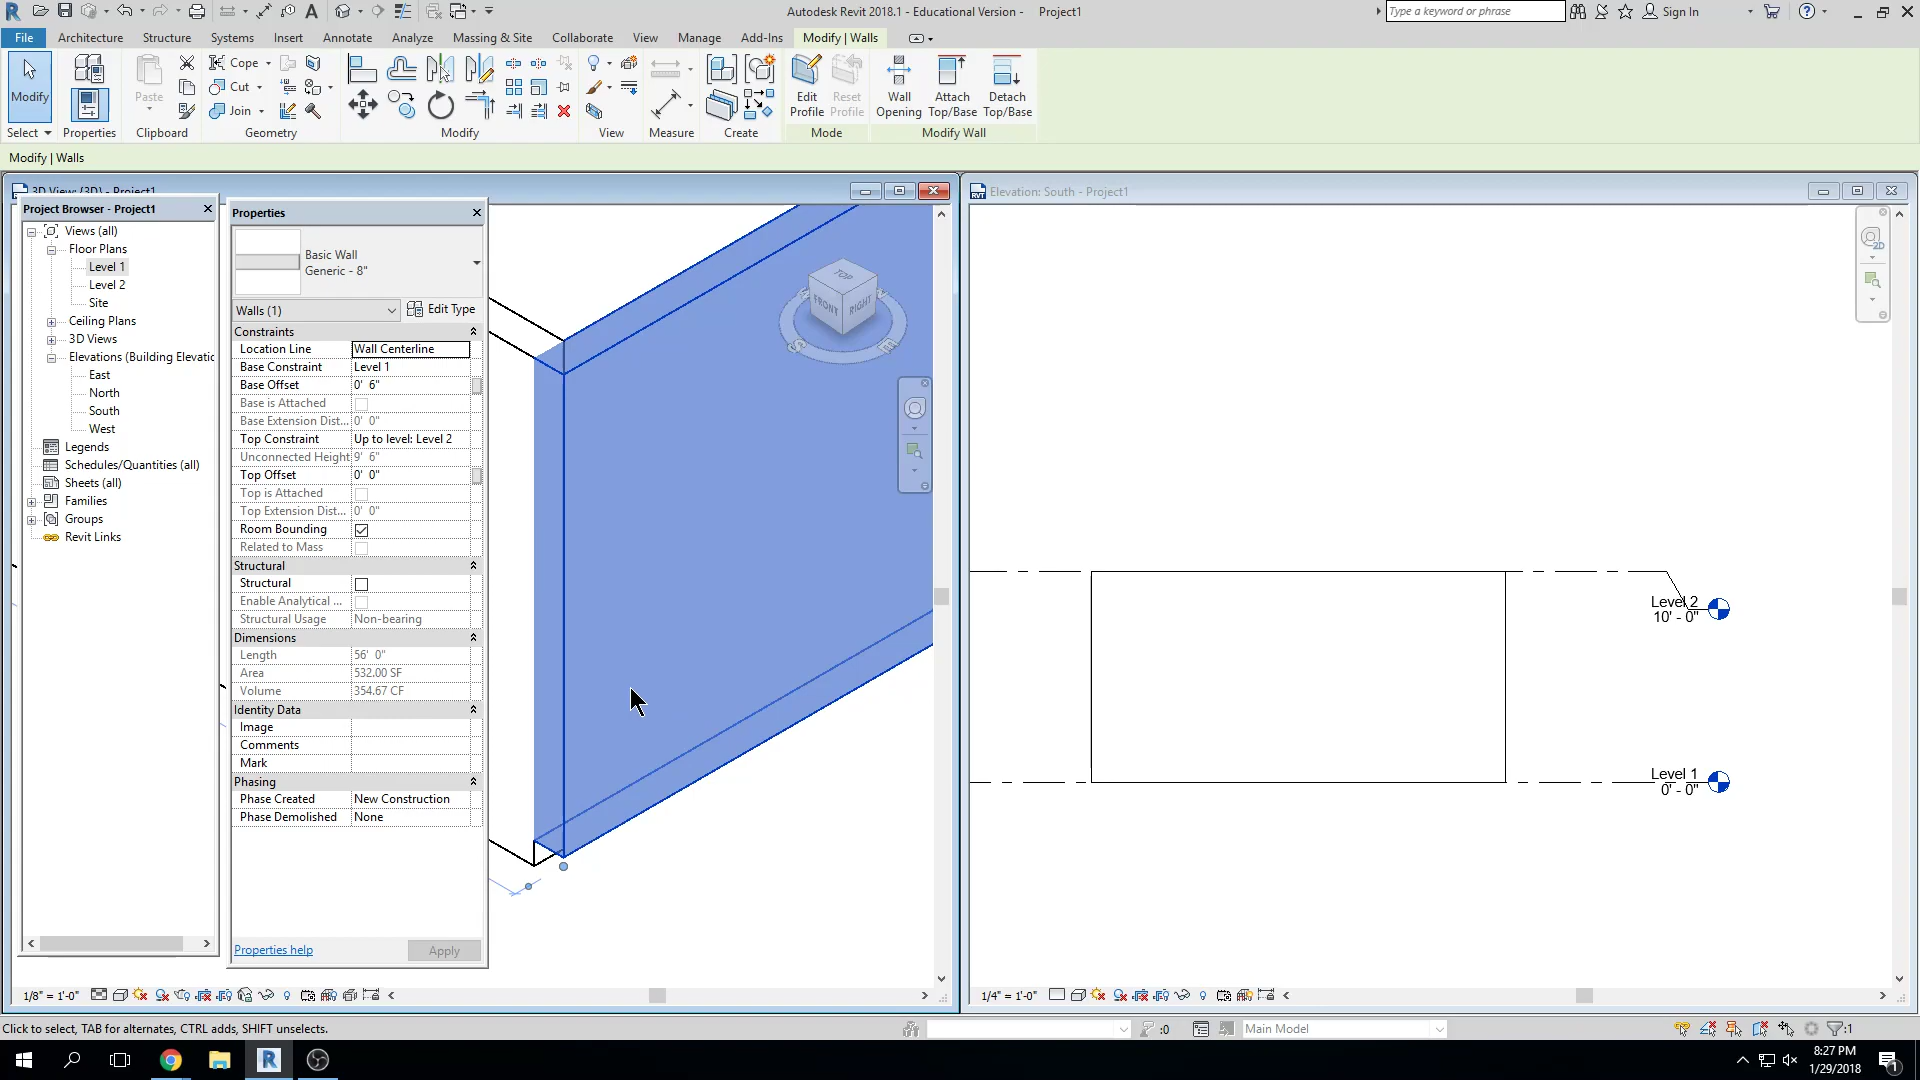 Autodesk Revit 2018.1 - Educational Version - Project1
Type a keyword or phrase
Sign In
File
Architecture
Structure
Systems
Insert
Annotate
Analyze
Massing & Site
Collaborate
View
Manage
Add-Ins
Modify | Walls
Modify
Paste
Cope
Cut
Join
Edit
Profile
Reset
Profile
Wall
Opening
Attach
Top/Base
Detach
Top/Base
Select
Properties
Clipboard
Geometry
Modify
View
Measure
Create
Mode
Modify Wall
Modify | Walls
3D View: {3D} - Project1
Elevation: South - Project1
Project Browser - Project1
Views (all)
Floor Plans
Level 1
Level 2
Site
Ceiling Plans
3D Views
Elevations (Building Elevatic
East
North
South
West
Legends
Schedules/Quantities (all)
Sheets (all)
Families
Groups
Revit Links
Properties
Basic Wall
Generic - 8"
Walls (1)
Edit Type
Constraints
Location Line Wall Centerline
Base Constraint Level 1
Base Offset 0' 6"
Base is Attached
Base Extension Dist... 0' 0"
Top Constraint Up to level: Level 2
Unconnected Height 9' 6"
Top Offset 0' 0"
Top is Attached
Top Extension Dist... 0' 0"
Room Bounding
Related to Mass
Structural
Structural
Enable Analytical ...
Structural Usage Non-bearing
Dimensions
Length 56' 0"
Area 532.00 SF
Volume 354.67 CF
Identity Data
Image
Comments
Mark
Phasing
Phase Created New Construction
Phase Demolished None
Properties help
Apply
TOP
FRONT
RIGHT
S
E
2D
Level 2
10' - 0"
Level 1
0' - 0"
1/8" = 1'-0"
1/4" = 1'-0"
Click to select, TAB for alternates, CTRL adds, SHIFT unselects.
:0
Main Model
:1
8:27 PM
1/29/2018
1